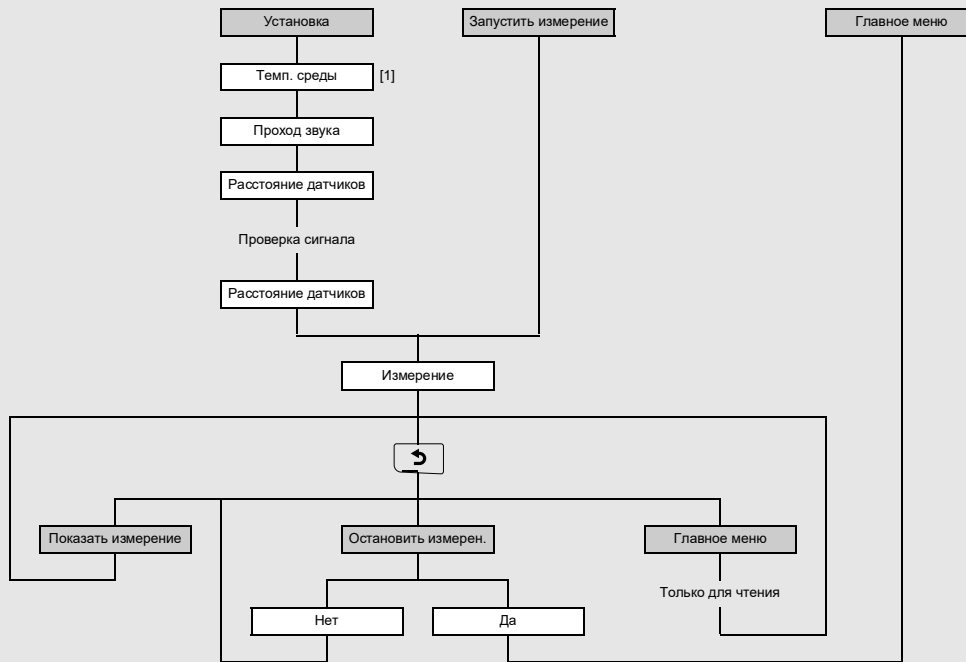 Установка
Запустить измерение
Главное меню
Темп. среды
[1]
Проход звука
Расстояние датчиков
Проверка сигнала
Расстояние датчиков
Измерение
Показать измерение
Остановить измерен.
Главное меню
Только для чтения
Нет
Да